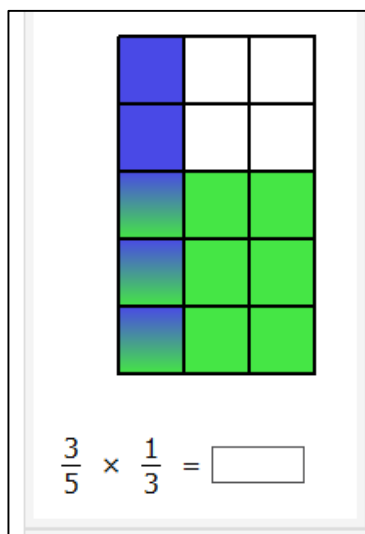 3/5 × 1/3 =